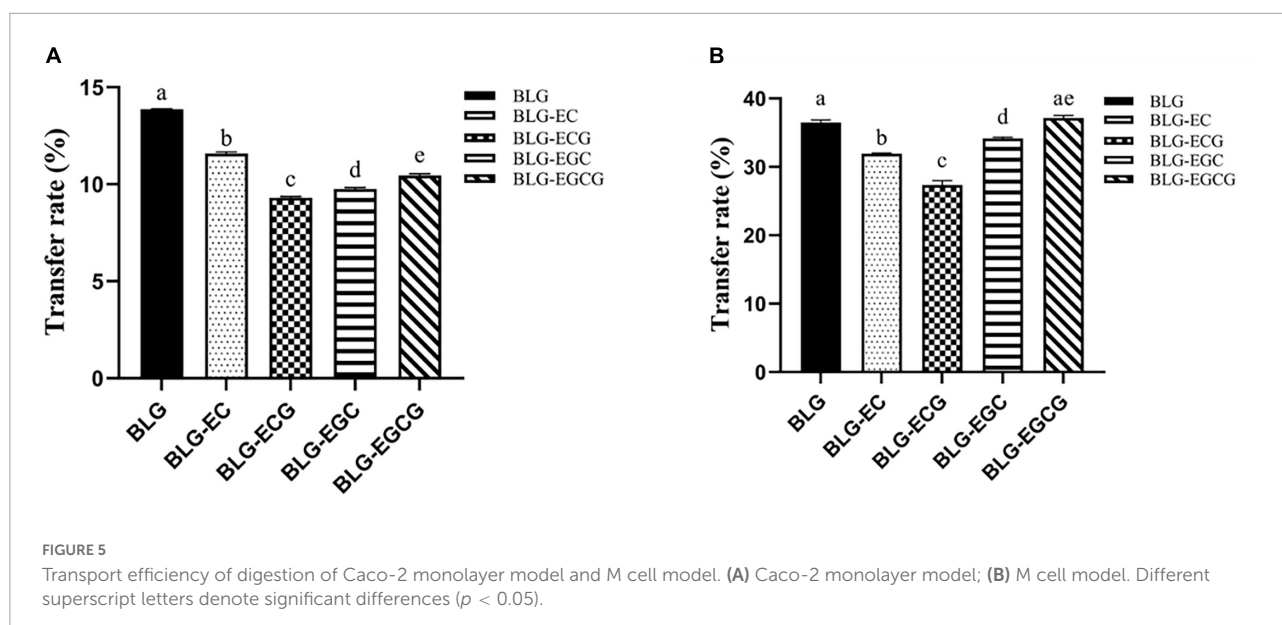 A
Transfer rate (%)
15
10
5
0
a
b
c
d
e
BLG
BLG-EC
BLG-ECG
BLG-EGC
BLG-EGCG
BLG
BLG-EC
BLG-ECG
BLG-EGC
BLG-EGCG
B
Transfer rate (%)
40
30
20
10
0
a
b
c
d
ae
BLG
BLG-EC
BLG-ECG
BLG-EGC
BLG-EGCG
BLG
BLG-EC
BLG-ECG
BLG-EGC
BLG-EGCG
FIGURE 5
Transport efficiency of digestion of Caco-2 monolayer model and M cell model. (A) Caco-2 monolayer model; (B) M cell model. Different
superscript letters denote significant differences (p < 0.05).